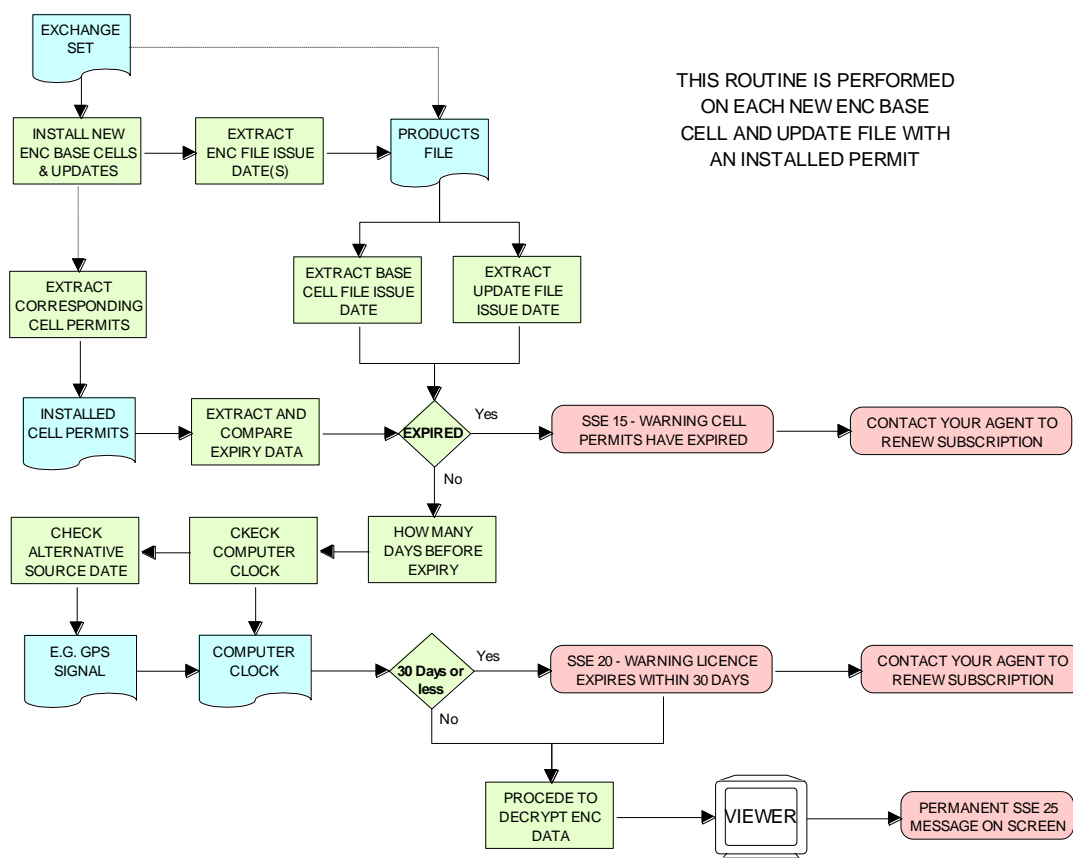 EXCHANGE
SET
THIS ROUTINE IS PERFORMED
ON EACH NEW ENC BASE
CELL AND UPDATE FILE WITH
AN INSTALLED PERMIT
INSTALL NEW
ENC BASE CELLS
& UPDATES
EXTRACT
ENC FILE ISSUE
DATE(S)
PRODUCTS
FILE
EXTRACT
CORRESPONDING
CELL PERMITS
EXTRACT BASE
CELL FILE ISSUE
DATE
EXTRACT
UPDATE FILE
ISSUE DATE
INSTALLED
CELL PERMITS
EXTRACT AND
COMPARE
EXPIRY DATA
EXPIRED
Yes
SSE 15 - WARNING CELL
PERMITS HAVE EXPIRED
CONTACT YOUR AGENT TO
RENEW SUBSCRIPTION
No
CHECK
ALTERNATIVE
SOURCE DATE
CKECK
COMPUTER
CLOCK
HOW MANY
DAYS BEFORE
EXPIRY
E.G. GPS
SIGNAL
COMPUTER
CLOCK
30 Days or
less
Yes
SSE 20 - WARNING LICENCE
EXPIRES WITHIN 30 DAYS
CONTACT YOUR AGENT TO
RENEW SUBSCRIPTION
No
PROCEDE TO
DECRYPT ENC
DATA
VIEWER
PERMANENT SSE 25
MESSAGE ON SCREEN